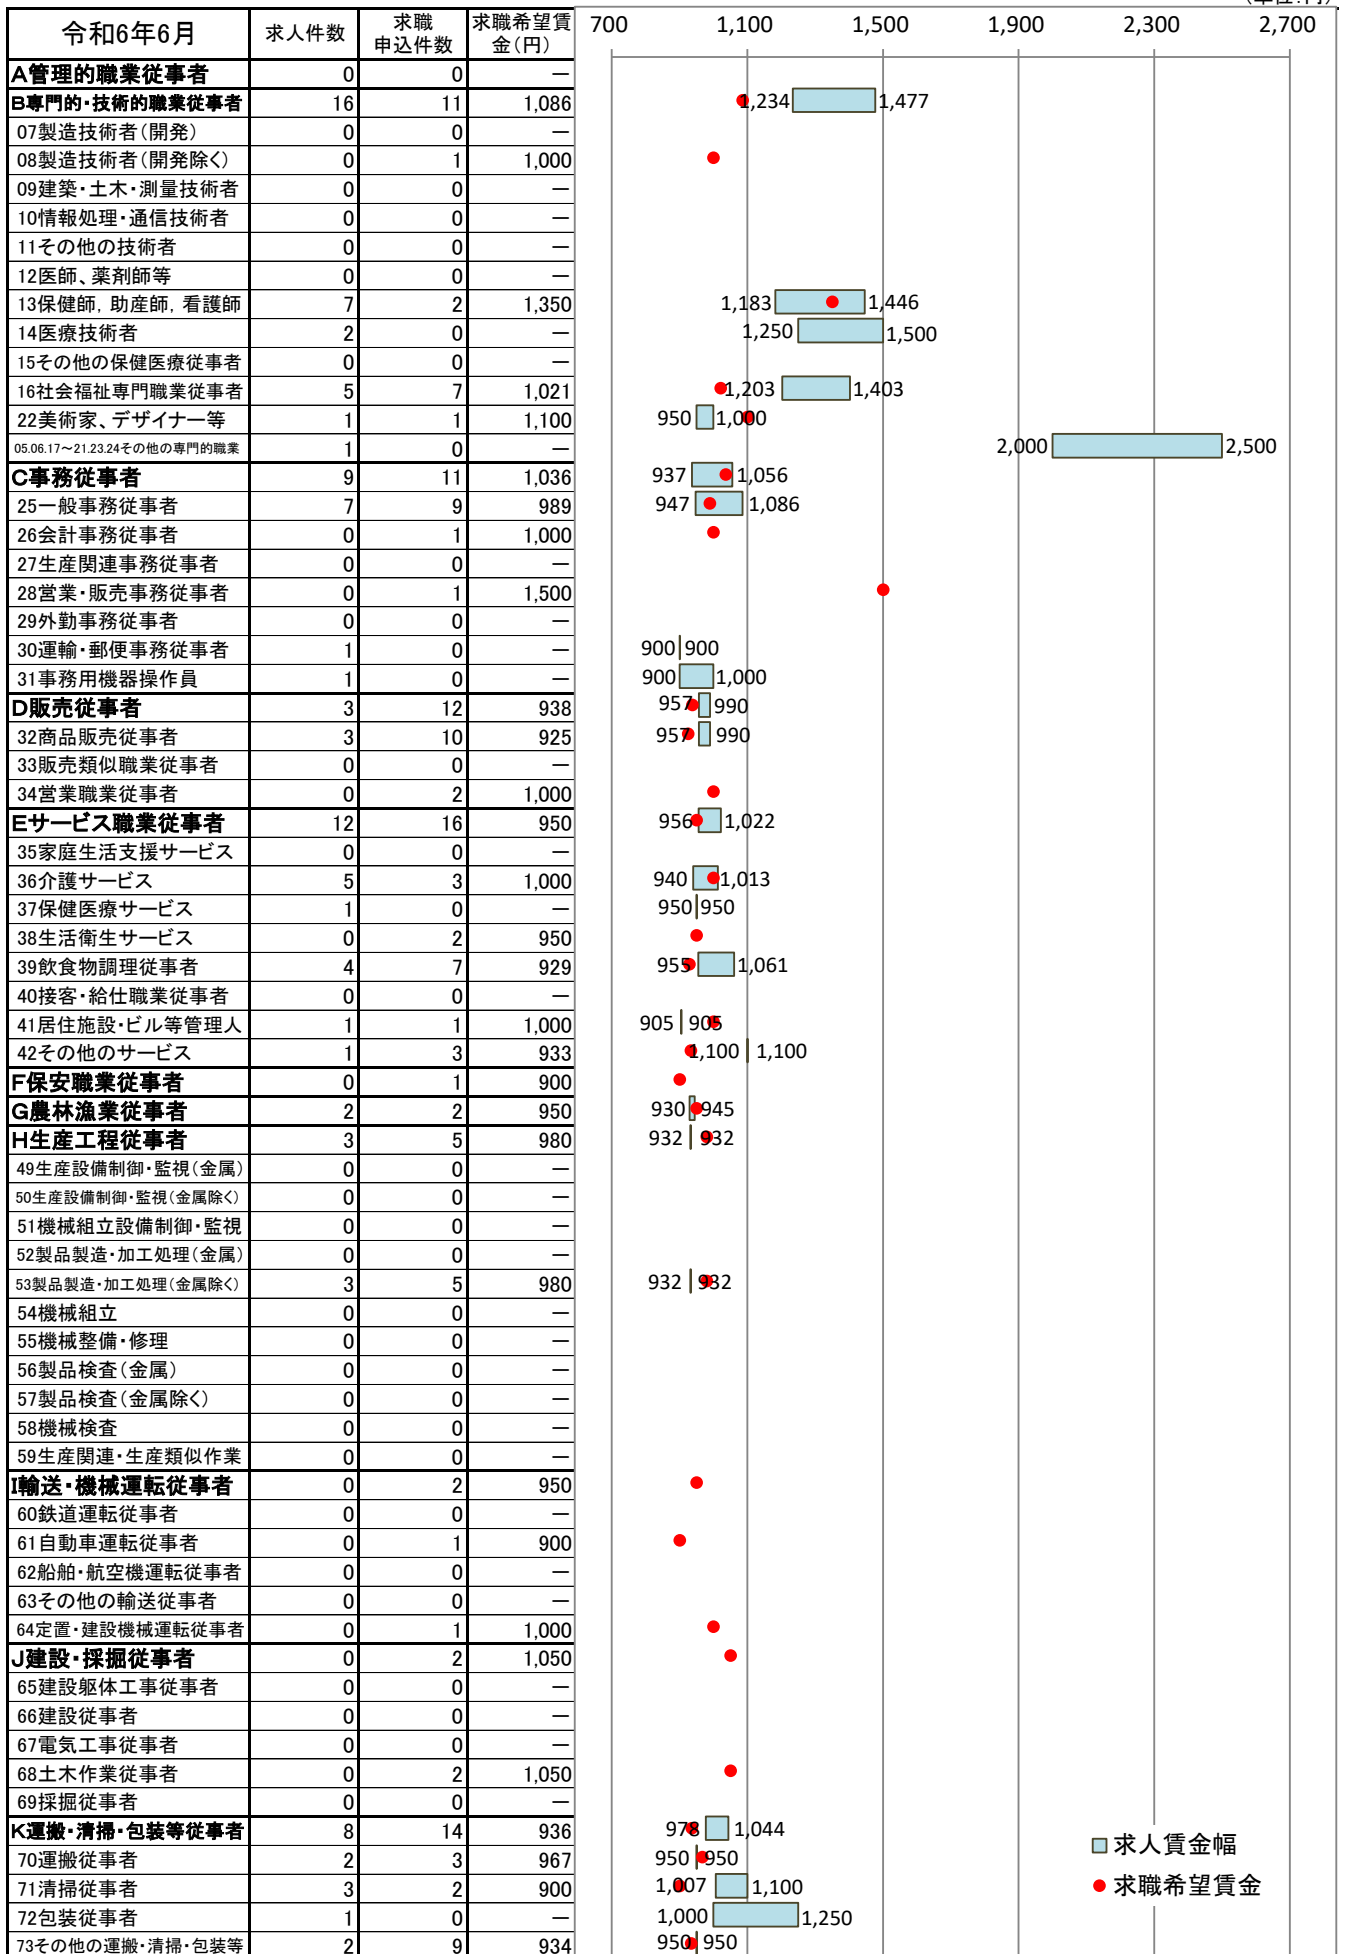 (単位:円)
令和6年6月 求人件数 求職申込件数 求職希望賃金(円) 700 1,100 1,500 1,900 2,300 2,700
A管理的職業従事者 0 0 ―
B専門的・技術的職業従事者 16 11 1,086 1,234 1,477
07製造技術者(開発) 0 0 ―
08製造技術者(開発除く) 0 1 1,000
09建築・土木・測量技術者 0 0 ―
10情報処理・通信技術者 0 0 ―
11その他の技術者 0 0 ―
12医師、薬剤師等 0 0 ―
13保健師,助産師,看護師 7 2 1,350 1,183 1,446
14医療技術者 2 0 ― 1,250 1,500
15その他の保健医療従事者 0 0 ―
16社会福祉専門職業従事者 5 7 1,021 1,203 1,403
22美術家、デザイナー等 1 1 1,100 950 1,000
05.06.17～21.23.24その他の専門的職業 1 0 ― 2,000 2,500
C事務従事者 9 11 1,036 937 1,056
25一般事務従事者 7 9 989 947 1,086
26会計事務従事者 0 1 1,000
27生産関連事務従事者 0 0 ―
28営業・販売事務従事者 0 1 1,500
29外勤事務従事者 0 0 ―
30運輸・郵便事務従事者 1 0 ― 900 900
31事務用機器操作員 1 0 ― 900 1,000
D販売従事者 3 12 938 957 990
32商品販売従事者 3 10 925 957 990
33販売類似職業従事者 0 0 ―
34営業職業従事者 0 2 1,000
Eサービス職業従事者 12 16 950 956 1,022
35家庭生活支援サービス 0 0 ―
36介護サービス 5 3 1,000 940 1,013
37保健医療サービス 1 0 ― 950 950
38生活衛生サービス 0 2 950
39飲食物調理従事者 4 7 929 955 1,061
40接客・給仕職業従事者 0 0 ―
41居住施設・ビル等管理人 1 1 1,000 905 905
42その他のサービス 1 3 933 1,100 1,100
F保安職業従事者 0 1 900
G農林漁業従事者 2 2 950 930 945
H生産工程従事者 3 5 980 932 932
49生産設備制御・監視(金属) 0 0 ―
50生産設備制御・監視(金属除く) 0 0 ―
51機械組立設備制御・監視 0 0 ―
52製品製造・加工処理(金属) 0 0 ―
53製品製造・加工処理(金属除く) 3 5 980 932 932
54機械組立 0 0 ―
55機械整備・修理 0 0 ―
56製品検査(金属) 0 0 ―
57製品検査(金属除く) 0 0 ―
58機械検査 0 0 ―
59生産関連・生産類似作業 0 0 ―
I輸送・機械運転従事者 0 2 950
60鉄道運転従事者 0 0 ―
61自動車運転従事者 0 1 900
62船舶・航空機運転従事者 0 0 ―
63その他の輸送従事者 0 0 ―
64定置・建設機械運転従事者 0 1 1,000
J建設・採掘従事者 0 2 1,050
65建設躯体工事従事者 0 0 ―
66建設従事者 0 0 ―
67電気工事従事者 0 0 ―
68土木作業従事者 0 2 1,050
69採掘従事者 0 0 ―
K運搬・清掃・包装等従事者 8 14 936 978 1,044
70運搬従事者 2 3 967 950 950
71清掃従事者 3 2 900 1,007 1,100
72包装従事者 1 0 ― 1,000 1,250
73その他の運搬・清掃・包装等 2 9 934 950 950
求人賃金幅
求職希望賃金